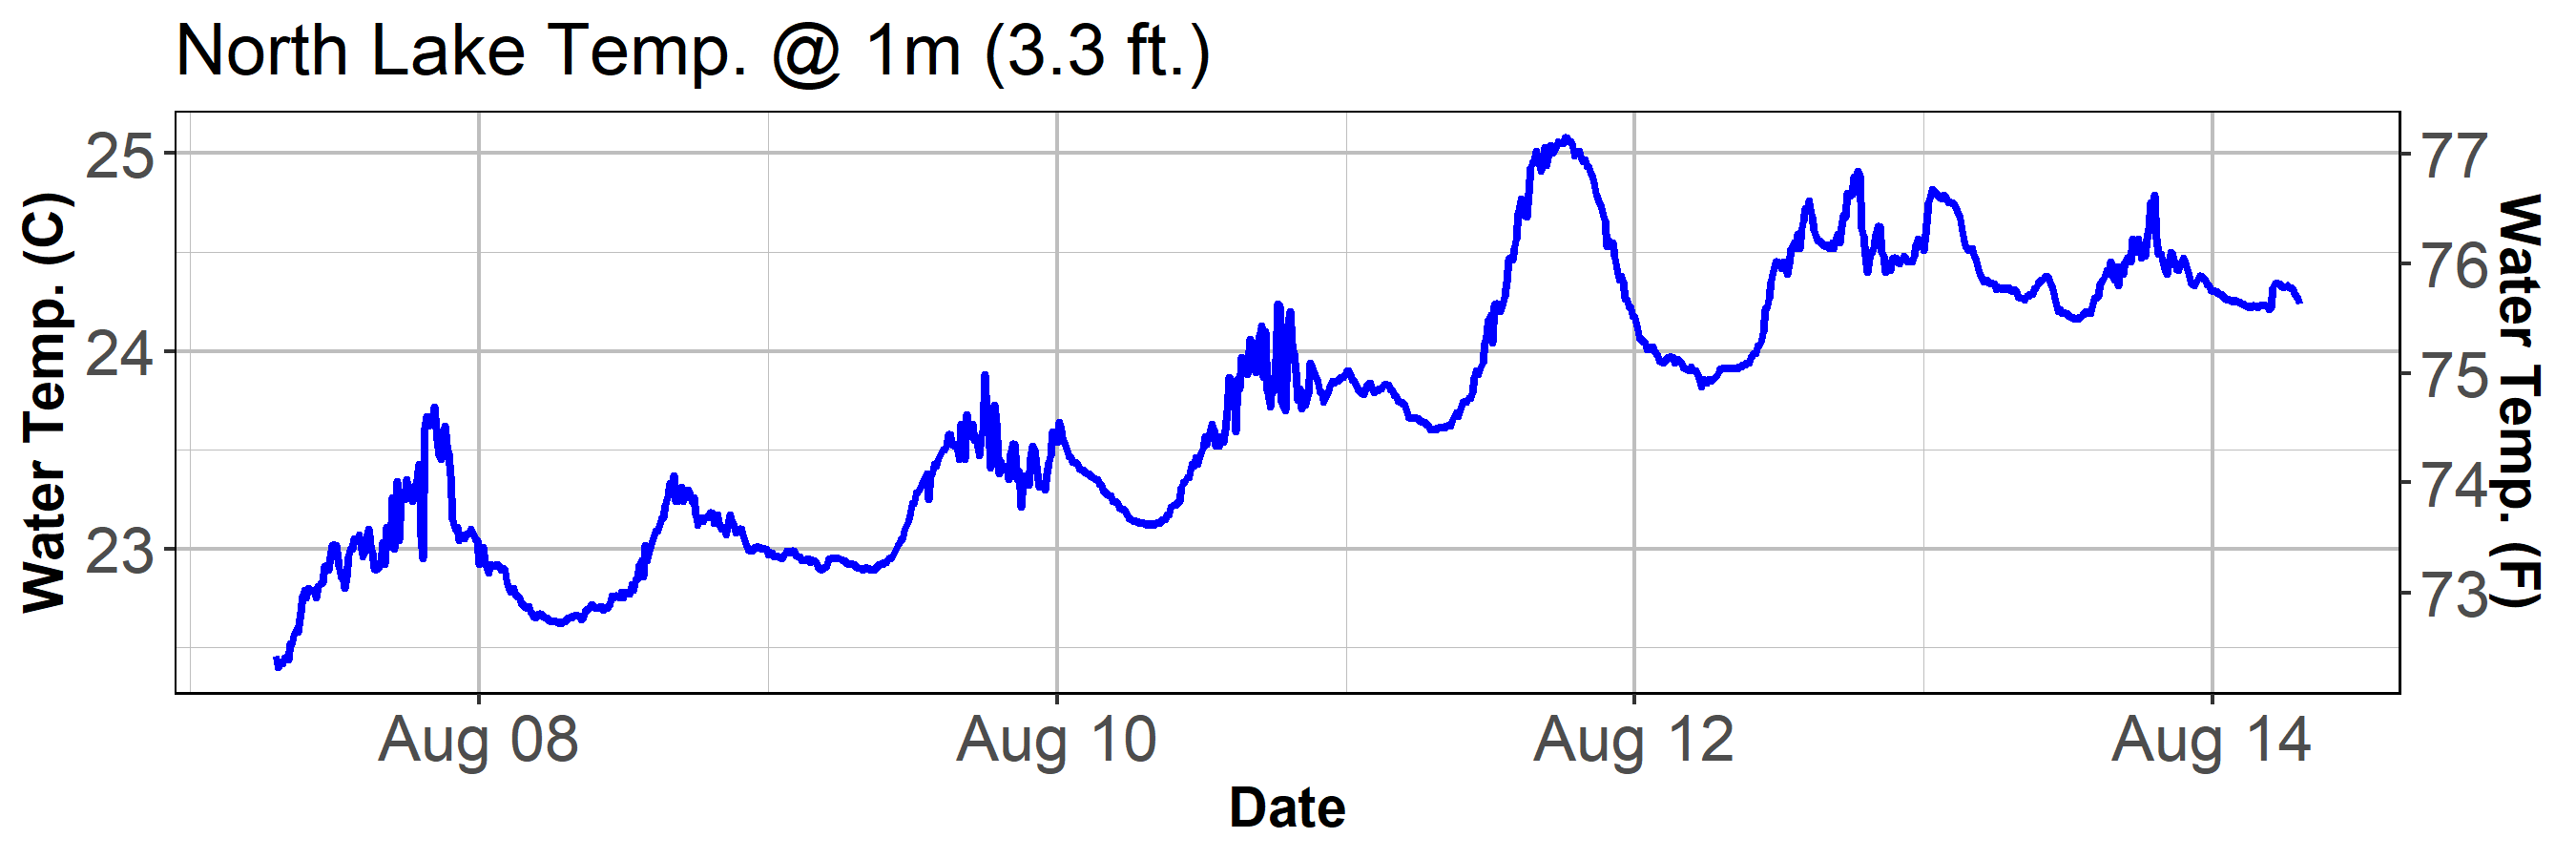 North Lake Temp. @ 1m (3.3 ft.)
Water Temp. (C)
25
24
23
77
76
75
74
73
Water Temp. (F)
Aug 08
Aug 10
Aug 12
Aug 14
Date